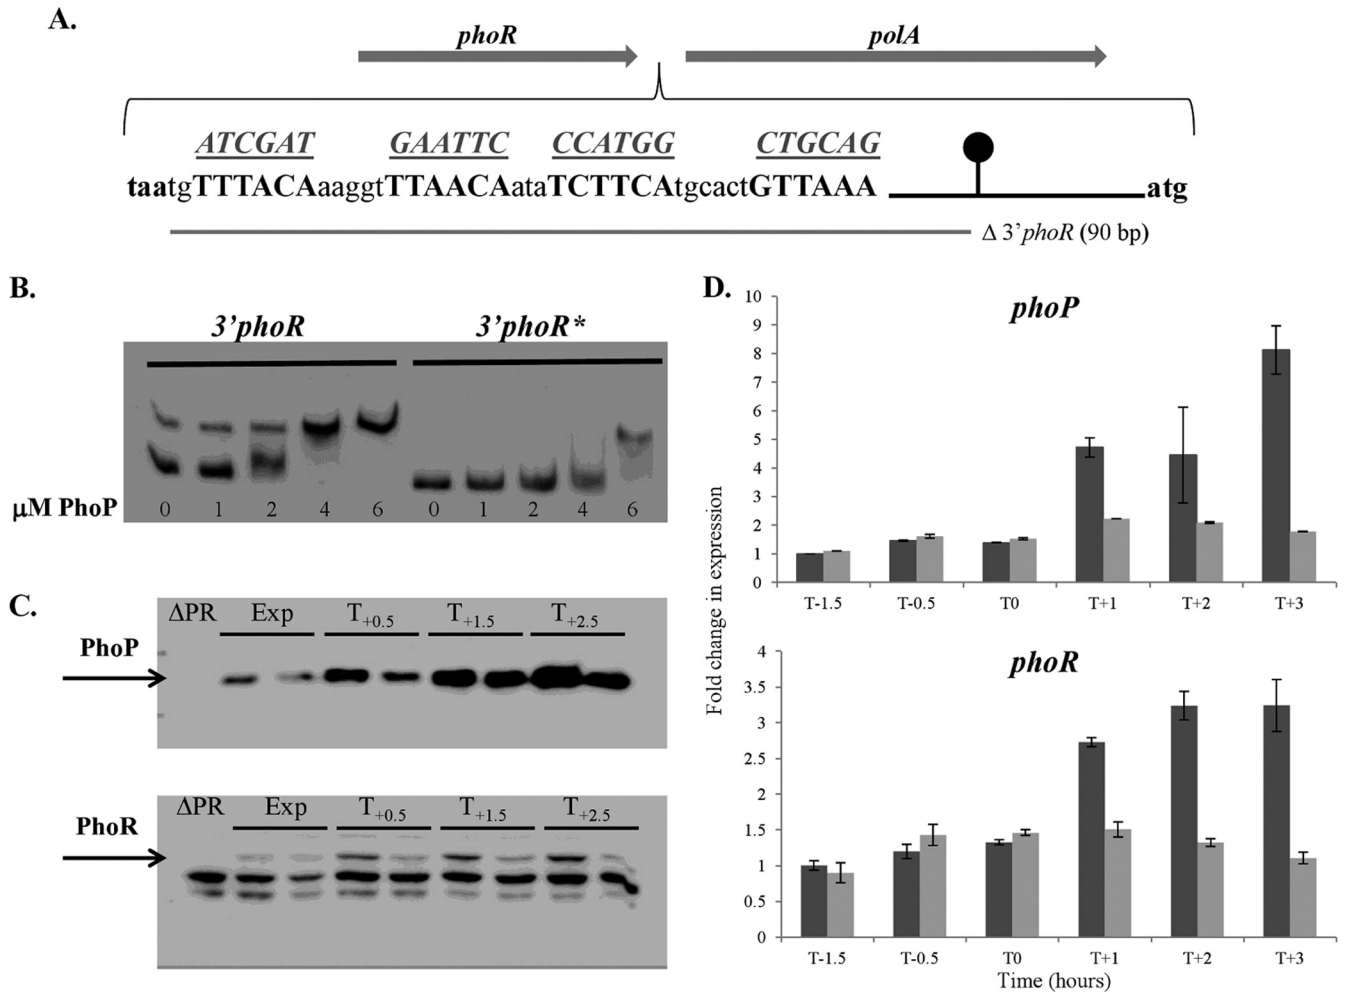 A.
phoR polA
ATCGAT GAATTC CCATGG CTGCAG
taatgTTTACAaaggtTTAACAataTCTTCAtgcactGTTAAA atg
Δ 3’phoR (90 bp)
B.
3’phoR 3’phoR*
μM PhoP 0 1 2 4 6 0 1 2 4 6
C.
ΔPR Exp T+0.5 T+1.5 T+2.5
PhoP
ΔPR Exp T+0.5 T+1.5 T+2.5
PhoR
D.
phoP
10
9
8
7
6
5
4
3
2
1
0
T-1.5 T-0.5 T0 T+1 T+2 T+3
Fold change in expression
phoR
4
3.5
3
2.5
2
1.5
1
0.5
0
T-1.5 T-0.5 T0 T+1 T+2 T+3
Time (hours)